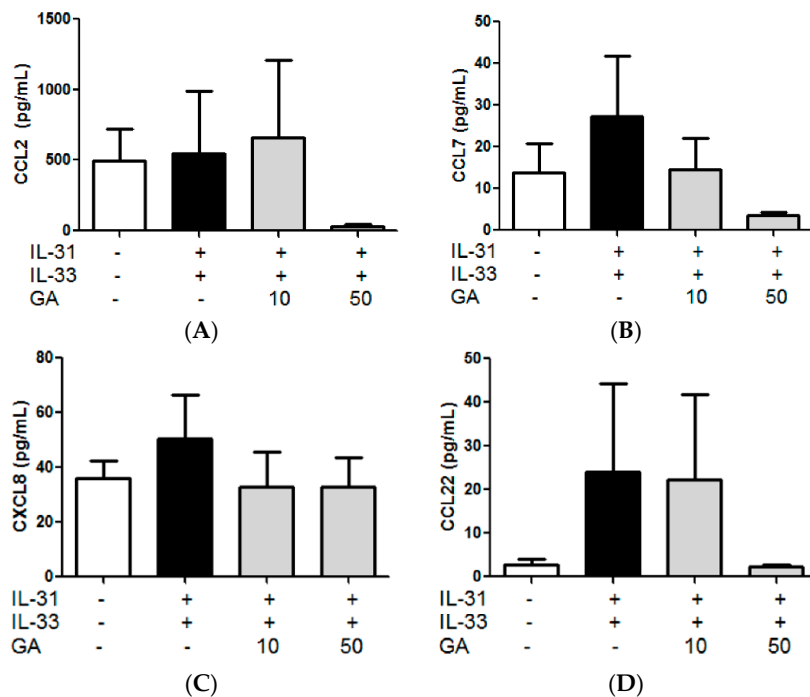 1500
1000
500
0
CCL2 (pg/mL)
IL-31 - + + +
IL-33 - + + +
GA - - 10 50
(A)
50
40
30
20
10
0
CCL7 (pg/mL)
IL-31 - + + +
IL-33 - + + +
GA - - 10 50
(B)
80
60
40
20
0
CXCL8 (pg/mL)
IL-31 - + + +
IL-33 - + + +
GA - - 10 50
(C)
50
40
30
20
10
0
CCL22 (pg/mL)
IL-31 - + + +
IL-33 - + + +
GA - - 10 50
(D)